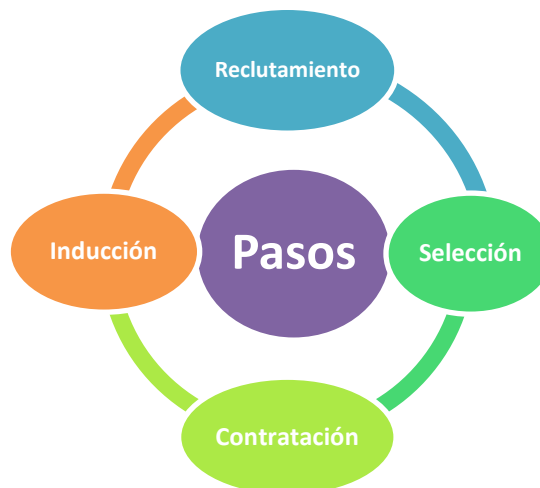 Reclutamiento
Inducción
Pasos
Selección
Contratación